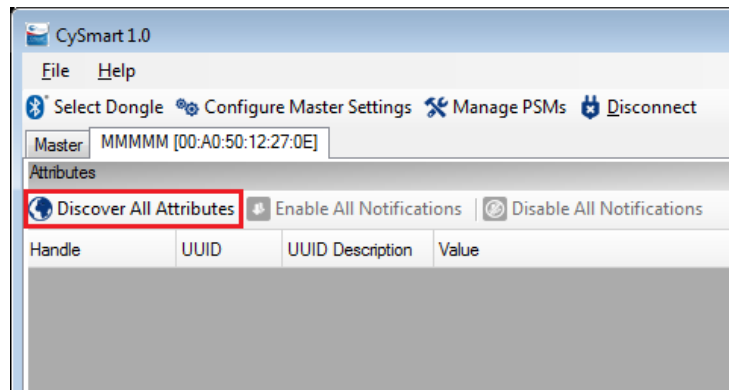 CySmart 1.0
File Help
Select Dongle Configure Master Settings Manage PSMs Disconnect
Master MMMMM [00:A0:50:12:27:0E]
Attributes
Discover All Attributes Enable All Notifications Disable All Notifications
Handle UUID UUID Description Value